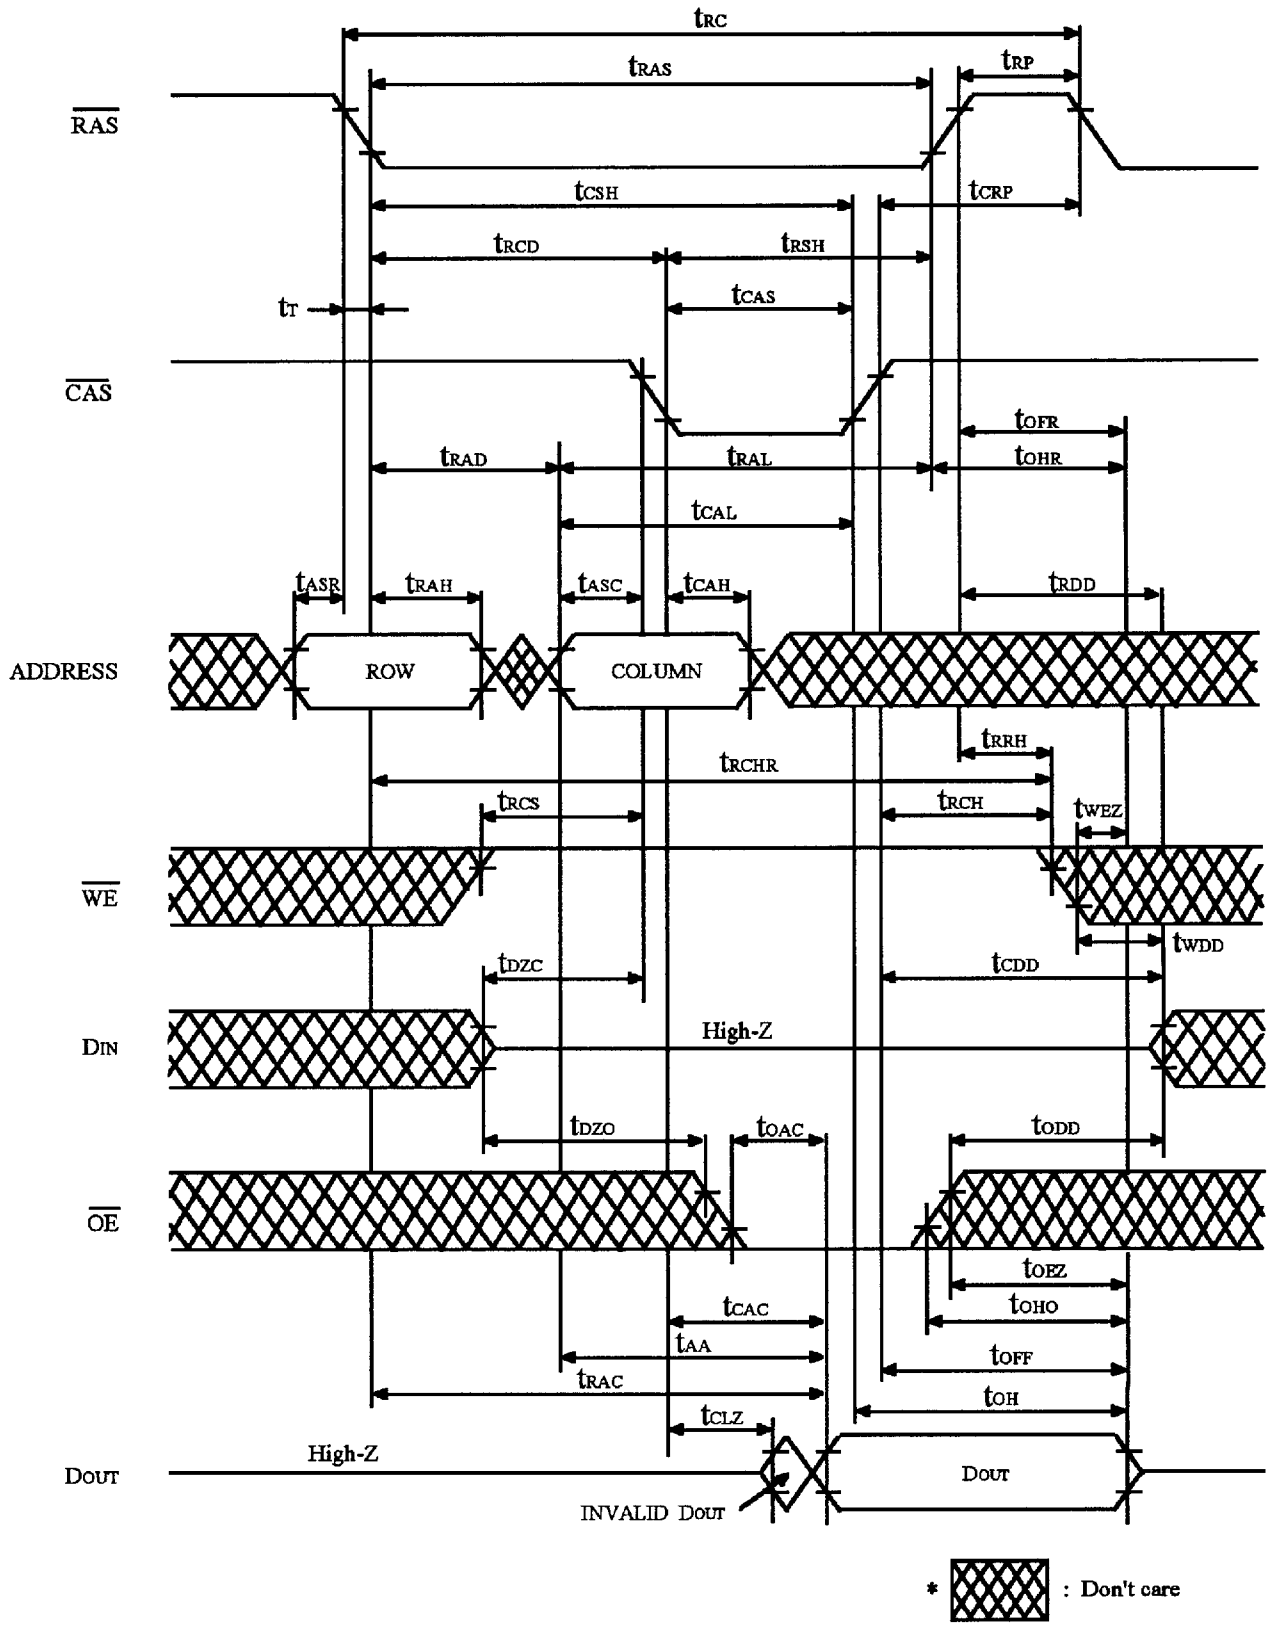 tRC
tRAS
tRP
RAS
tCSH
tCRP
tRCD
tRSH
tT
tCAS
CAS
tOFR
tRAD
tRAL
tOHR
tCAL
tASR
tRAH
tASC
tCAH
tRDD
ADDRESS
ROW
COLUMN
tRRH
tRCHR
tRCS
tRCH
tWEZ
WE
tWDD
tDZC
tCDD
DIN
High-Z
tDZO
tOAC
tODD
OE
tOEZ
tCAC
tOHO
tAA
tOFF
tRAC
tOH
tCLZ
High-Z
DOUT
DOUT
INVALID DOUT
* : Don't care